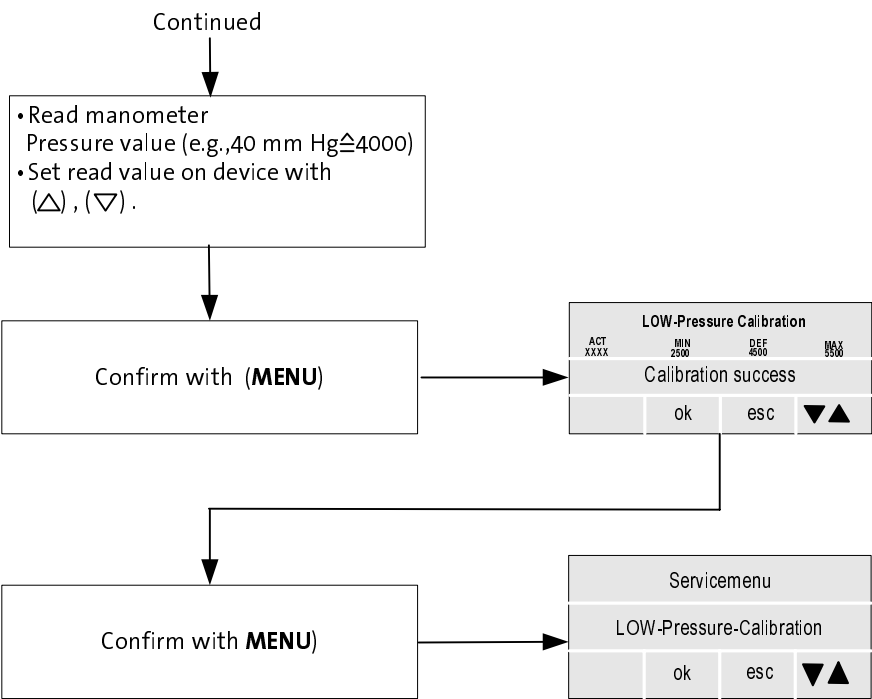 Continued
• Read manometer
Pressure value (e.g.,40 mm Hg≙4000)
• Set read value on device with
(△) , (▽) .
Confirm with (MENU)
LOW-Pressure Calibration
ACT MIN DEF MAX
XXXX 2500 4500 5500
Calibration success
ok esc ▼▲
Confirm with MENU)
Servicemenu
LOW-Pressure-Calibration
ok esc ▼▲